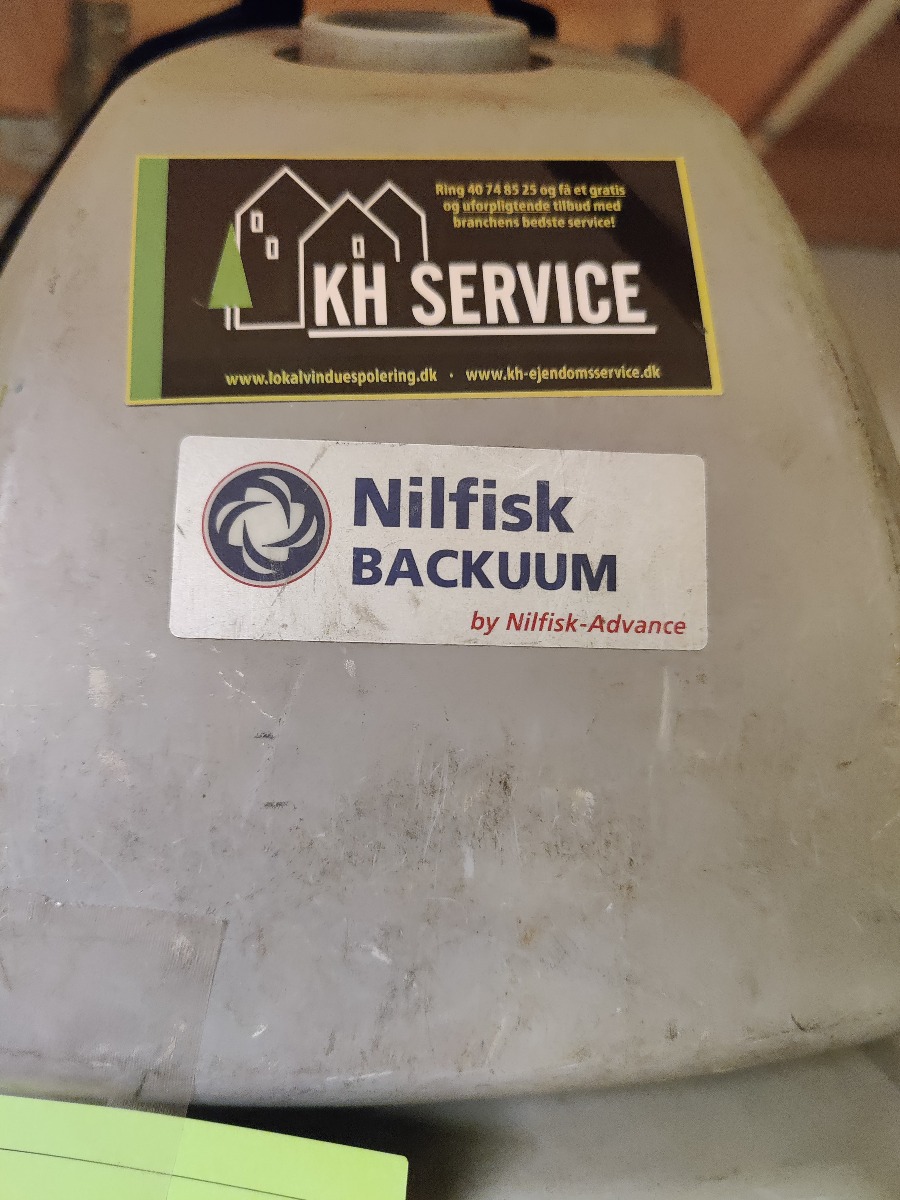 Ring 40 74 85 25 og få et gratis
og uforpligtende tilbud med
branchens bedste service!
KH SERVICE
www.lokalvinduespolering.dk · www.kh-ejendomsservice.dk
Nilfisk
BACKUUM
by Nilfisk-Advance